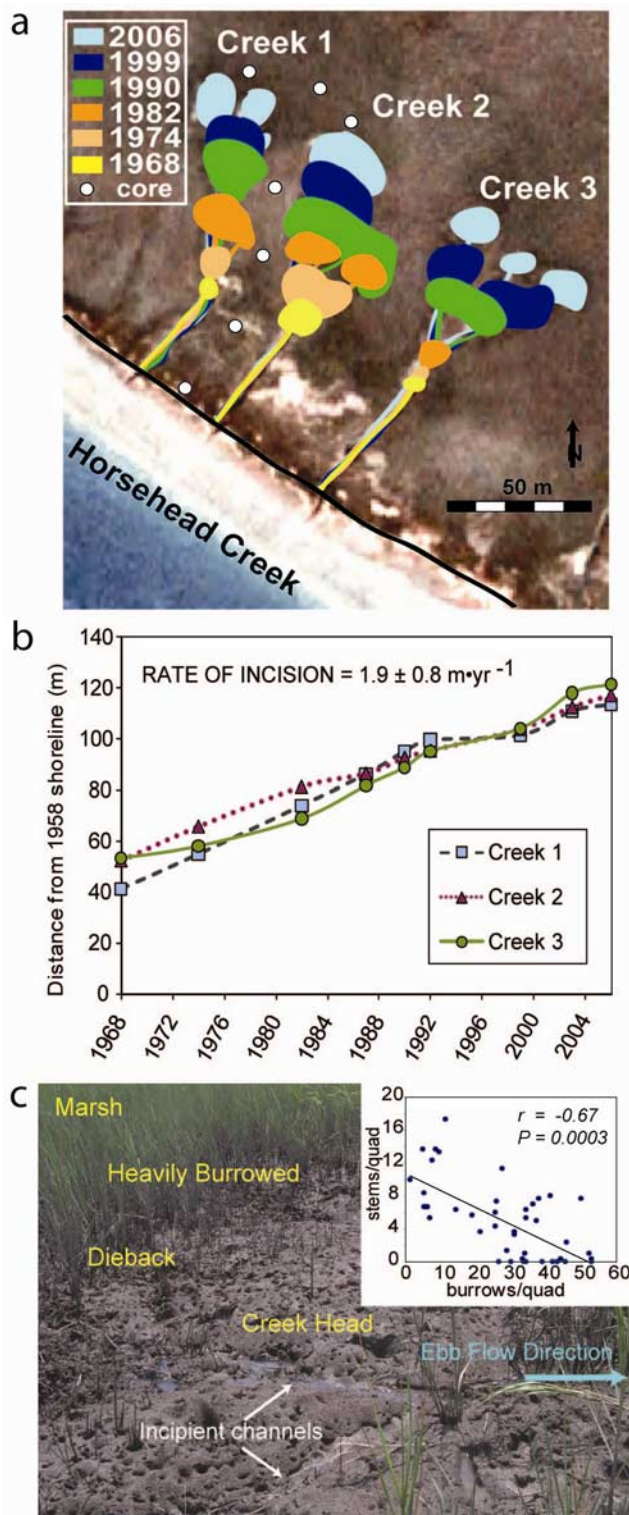 a
2006
1999
1990
1982
1974
1968
core
Creek 1
Creek 2
Creek 3
N
50 m
Horsehead Creek
b
RATE OF INCISION = 1.9 ± 0.8 m•yr -1
Distance from 1958 shoreline (m)
140
120
100
80
60
40
20
0
1968
1972
1976
1980
1984
1988
1992
1996
2000
2004
Creek 1
Creek 2
Creek 3
c
Marsh
Heavily Burrowed
Dieback
Creek Head
Ebb Flow Direction
Incipient channels
r = -0.67
P = 0.0003
stems/quad
20
16
12
8
4
0
0 10 20 30 40 50 60
burrows/quad